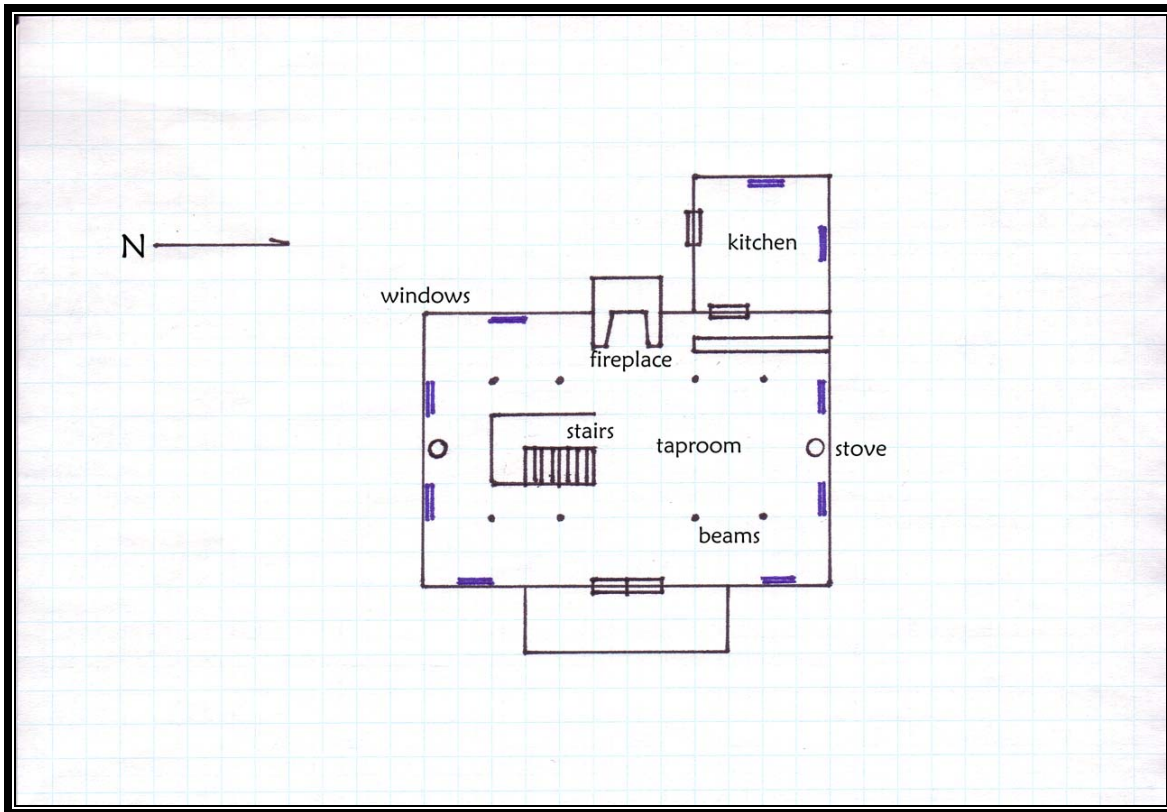 kitchen
N
windows
fireplace
stairs
taproom
stove
beams